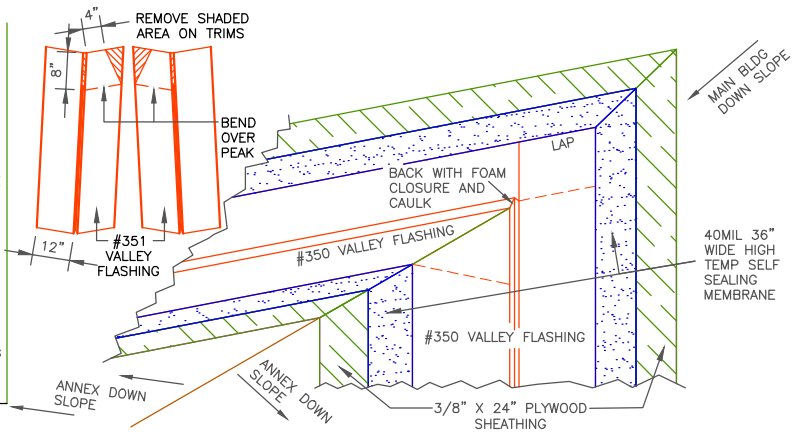 4"
REMOVE SHADED
AREA ON TRIMS
8"
BEND
OVER
PEAK
12"
#351
VALLEY
FLASHING
MAIN BLDG
DOWN SLOPE
LAP
BACK WITH FOAM
CLOSURE AND
CAULK
#350 VALLEY FLASHING
40MIL 36"
WIDE HIGH
TEMP SELF
SEALING
MEMBRANE
#350 VALLEY FLASHING
ANNEX DOWN
SLOPE
ANNEX DOWN
SLOPE
3/8" X 24" PLYWOOD
SHEATHING